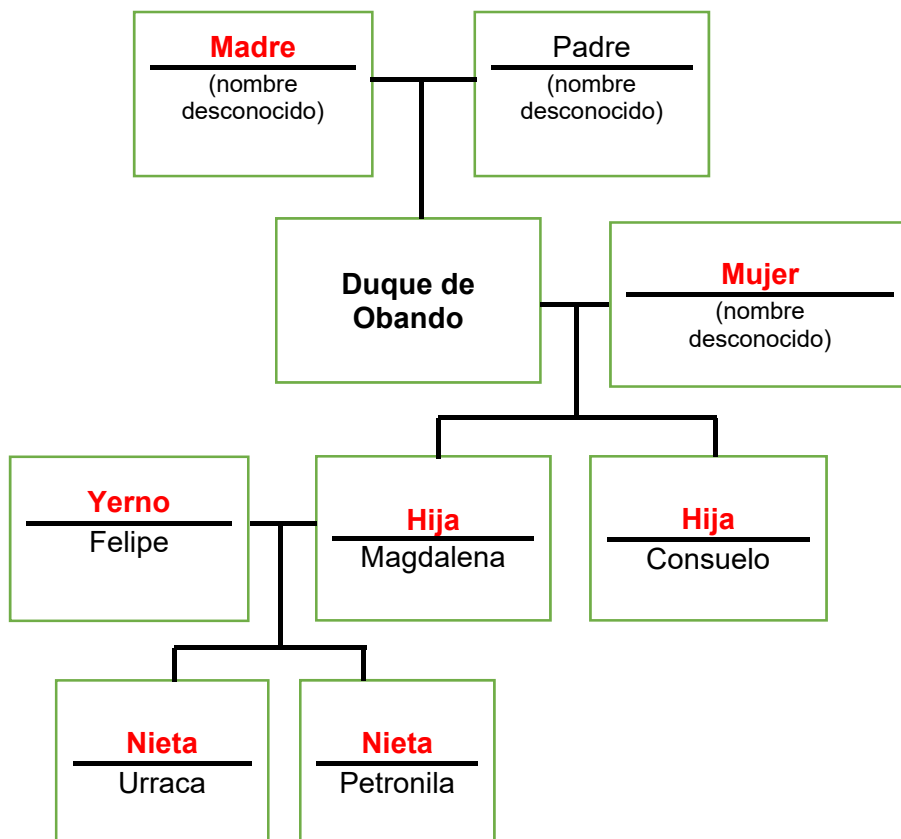 Madre
(nombre
desconocido)
Padre
(nombre
desconocido)
Duque de
Obando
Mujer
(nombre
desconocido)
Yerno
Felipe
Hija
Magdalena
Hija
Consuelo
Nieta
Urraca
Nieta
Petronila